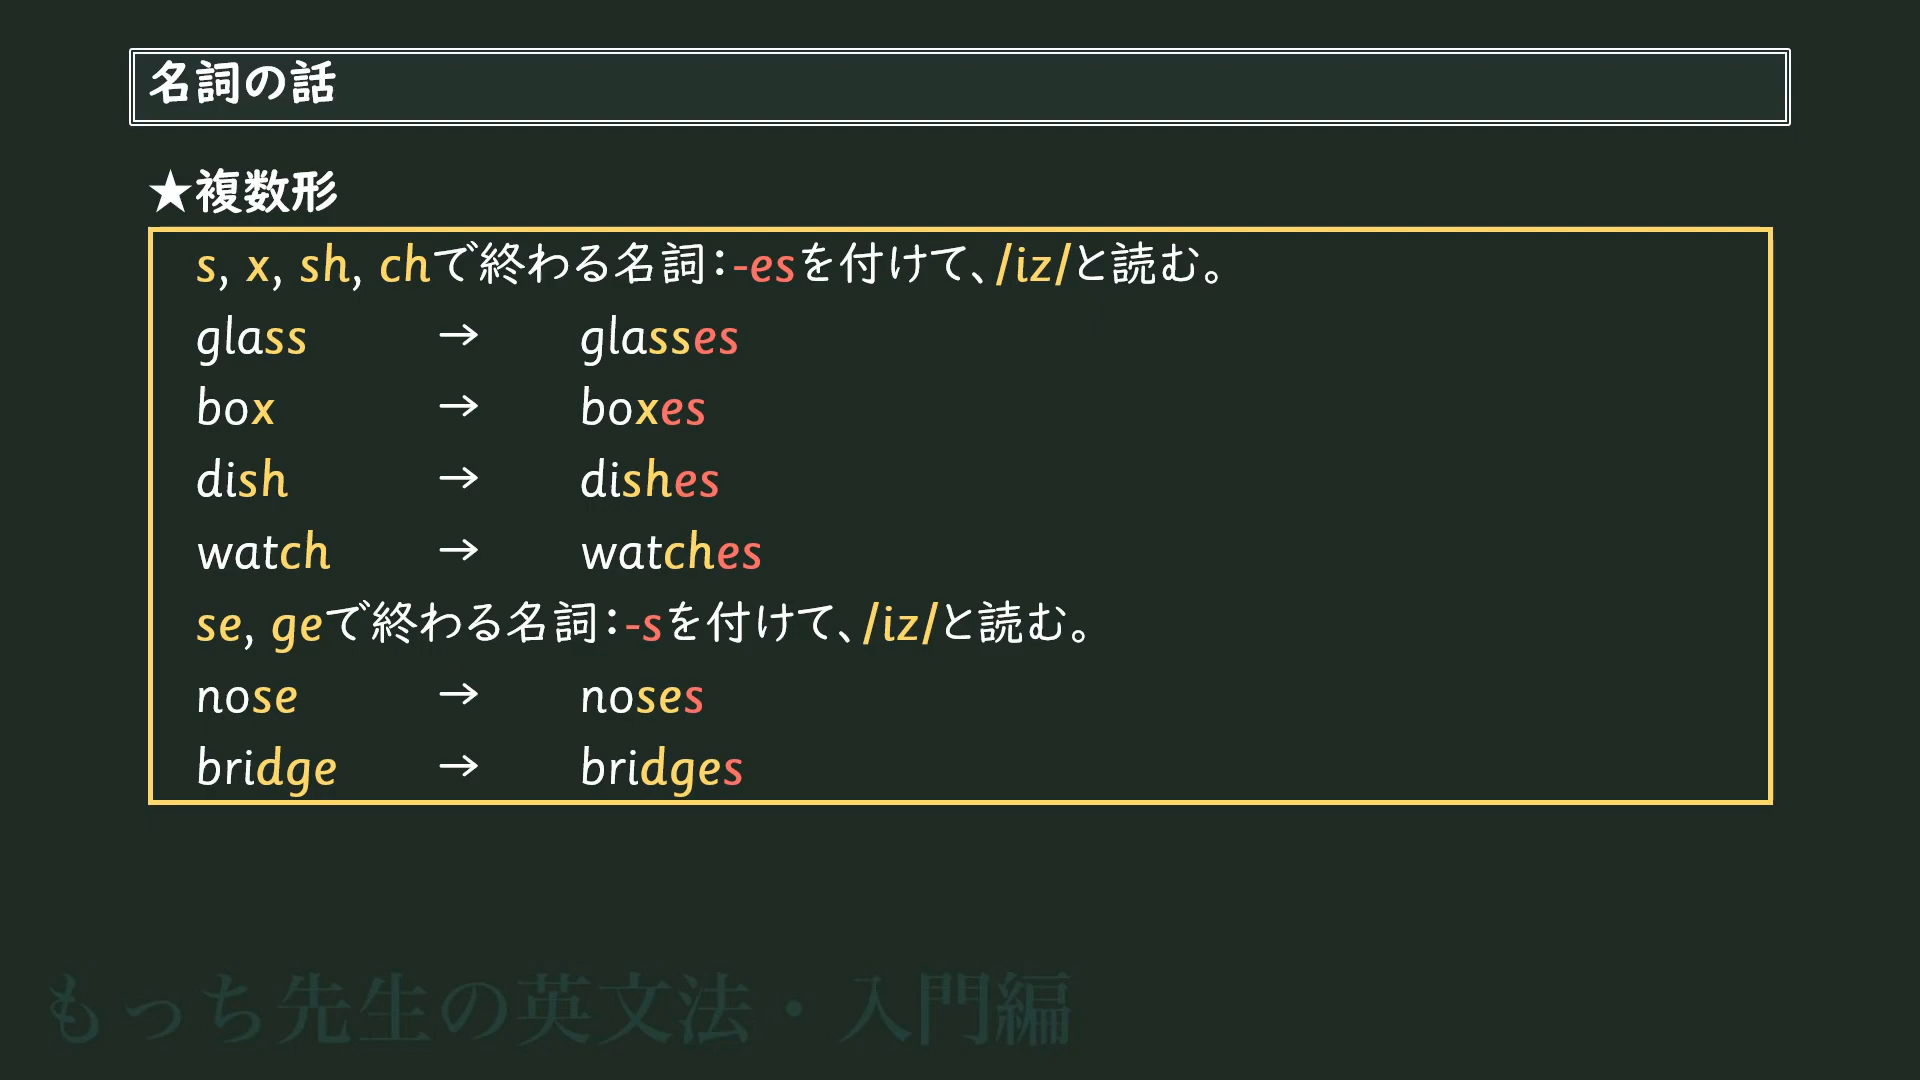 名詞の話
★複数形
s, x, sh, chで終わる名詞：-esを付けて、/iz/と読む。
glass → glasses
box → boxes
dish → dishes
watch → watches
se, geで終わる名詞：-sを付けて、/iz/と読む。
nose → noses
bridge → bridges
もっち先生の英文法・入門編